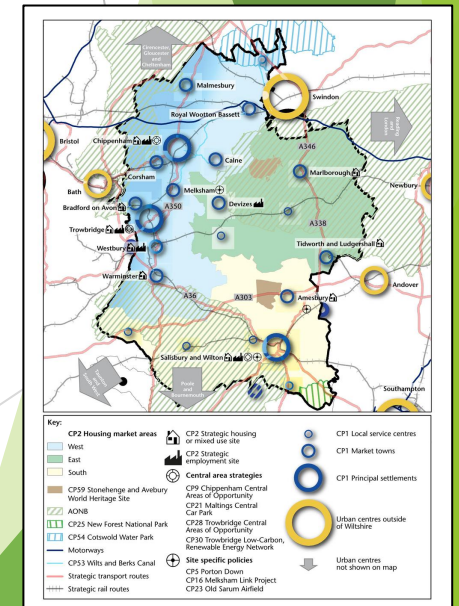 Cirencester
Gloucester
and
Cheltenham
Malmesbury
Swindon
Royal Wootton Bassett
Reading
and
London
Bristol
Chippenham
Calne
A346
Corsham
Marlborough
Bath
Melksham
Newbury
Bradford on Avon
A350
Devizes
Trowbridge
A338
Westbury
Tidworth and Ludgershall
Warminster
Andover
A36
A303
Amesbury
Salisbury and Wilton
Poole
and
Bournemouth
Southampton
Key:
CP2 Housing market areas
West
East
South
CP59 Stonehenge and Avebury
World Heritage Site
AONB
CP25 New Forest National Park
CP54 Cotswold Water Park
Motorways
CP53 Wilts and Berks Canal
Strategic transport routes
Strategic rail routes
CP2 Strategic housing
or mixed use site
CP2 Strategic
employment site
Central area strategies
CP9 Chippenham Central
Areas of Opportunity
CP21 Maltings Central
Car Park
CP28 Trowbridge Central
Areas of Opportunity
CP30 Trowbridge Low-Carbon,
Renewable Energy Network
Site specific policies
CP5 Porton Down
CP16 Melksham Link Project
CP23 Old Sarum Airfield
CP1 Local service centres
CP1 Market towns
CP1 Principal settlements
Urban centres outside
of Wiltshire
Urban centres
not shown on map